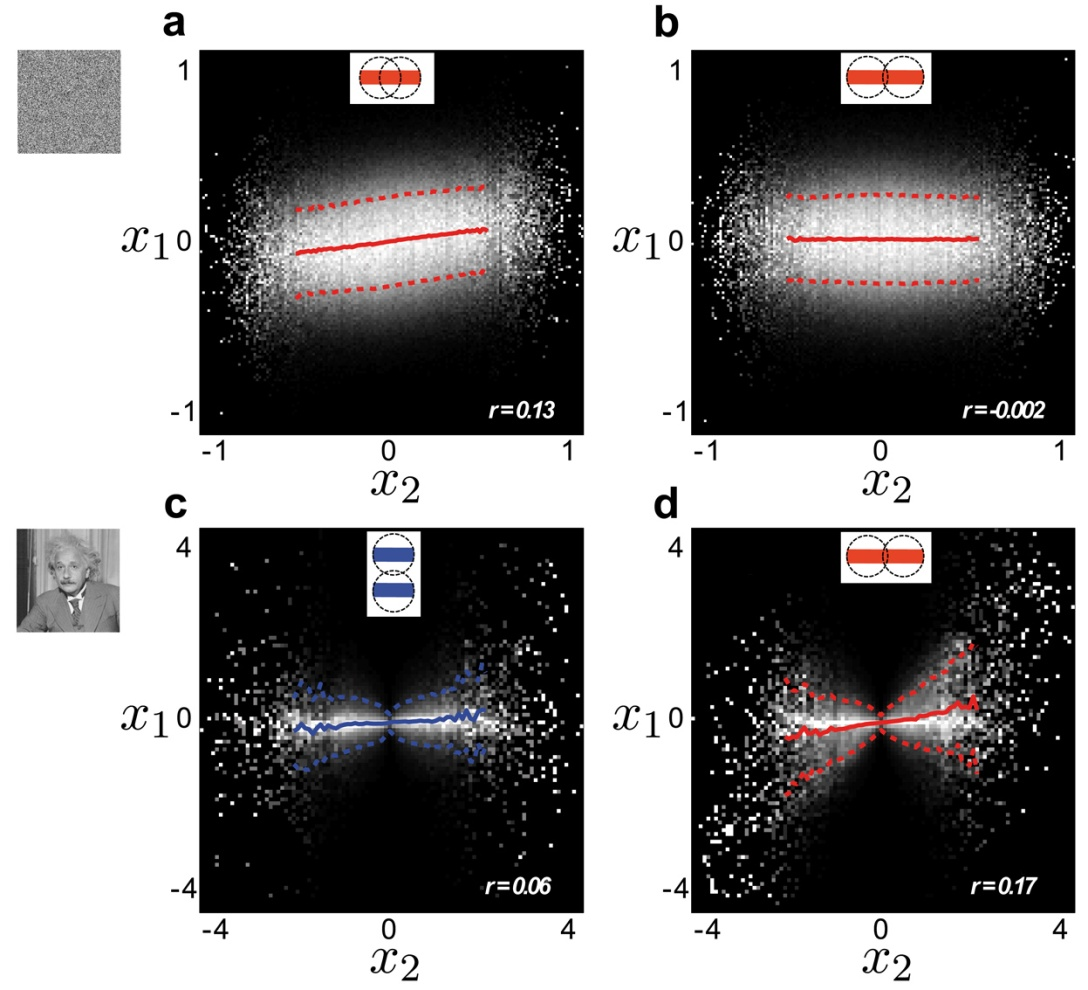 a
1
x₁ 0
-1
r=0.13
-1 0 1
x₂
b
1
x₁ 0
-1
r=-0.002
-1 0 1
x₂
c
4
x₁ 0
-4
r=0.06
-4 0 4
x₂
d
4
x₁ 0
-4
r=0.17
-4 0 4
x₂